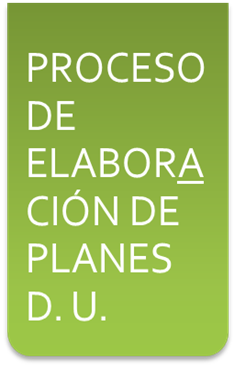 PROCESO
DE
ELABORA
CIÓN DE
PLANES
D. U.